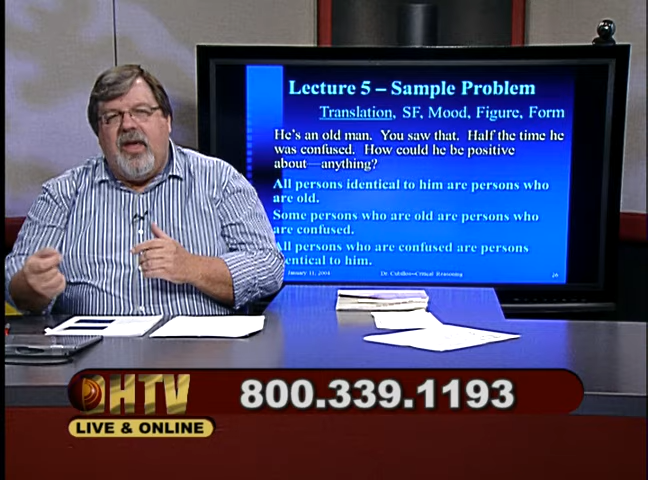 Lecture 5 – Sample Problem
Translation, SF, Mood, Figure, Form
He's an old man. You saw that. Half the time he
was confused. How could he be positive
about—anything?
All persons identical to him are persons who
are old.
Some persons who are old are persons who
are confused.
All persons who are confused are persons
entical to him.
January 11, 2004 Dr. Cubillos--Critical Reasoning 26
HTV 800.339.1193
LIVE & ONLINE